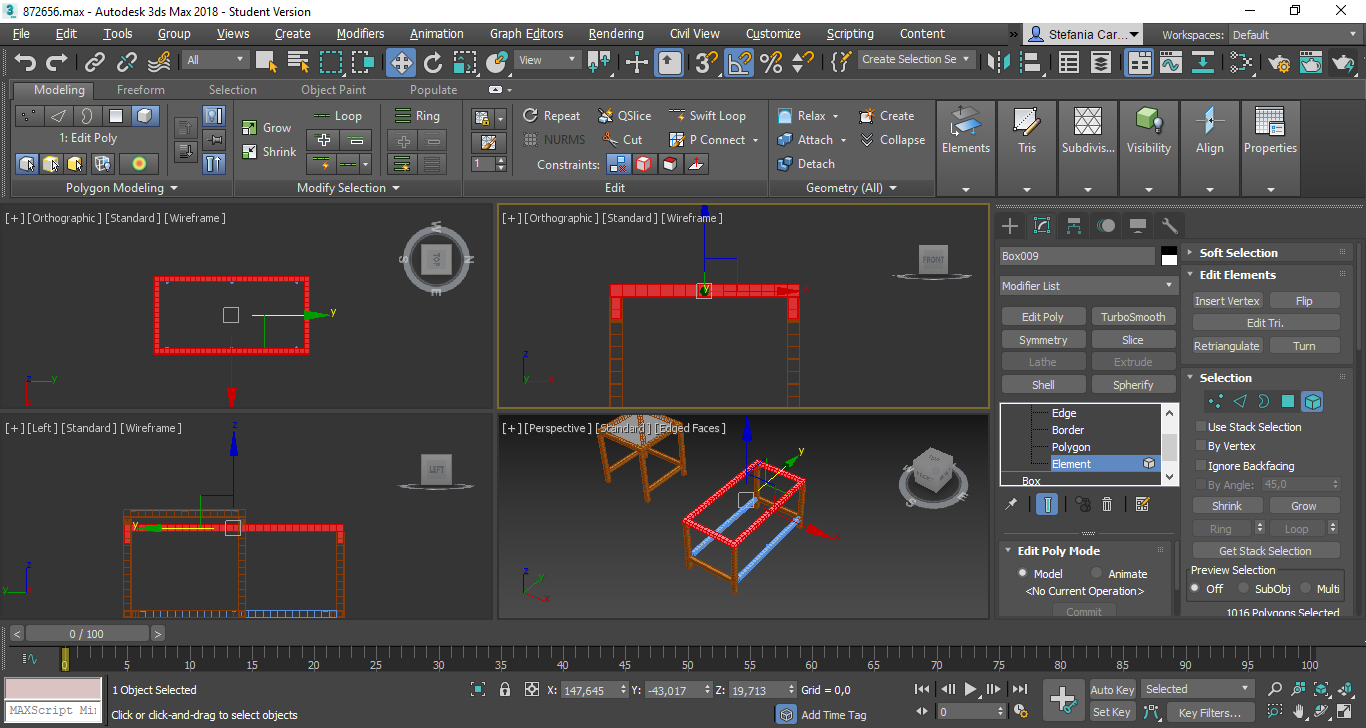 872656.max - Autodesk 3ds Max 2018 - Student Version
File Edit Tools Group Views Create Modifiers Animation Graph Editors Rendering Civil View Customize Scripting Content » Stefania Car... Workspaces: Default
All View Create Selection Se
Modeling Freeform Selection Object Paint Populate
Loop Ring Repeat QSlice Swift Loop Relax Create
1: Edit Poly Grow NURMS Cut P Connect Attach Collapse Elements Tris Subdivis... Visibility Align Properties
Shrink 1 Constraints: Detach
Polygon Modeling Modify Selection Edit Geometry (All)
[+] [Orthographic] [Standard] [Wireframe]
TOP W N E S
y
z y
[+] [Orthographic] [Standard] [Wireframe]
FRONT
y
z
y x
[+] [Left] [Standard] [Wireframe]
z
LEFT
y
z
y
[+] [Perspective] [Standard] [Edged Faces]
y
S E
z y
x
Box009
Modifier List
Edit Poly TurboSmooth
Symmetry Slice
Lathe Extrude
Shell Spherify
Edge
Border
Polygon
Element
Box
Edit Poly Mode
Model Animate
<No Current Operation>
Commit
Soft Selection
Edit Elements
Insert Vertex Flip
Edit Tri.
Retriangulate Turn
Selection
Use Stack Selection
By Vertex
Ignore Backfacing
By Angle: 45,0
Shrink Grow
Ring Loop
Get Stack Selection
Preview Selection
Off SubObj Multi
1016 Polygons Selected
< 0 / 100 >
0 5 10 15 20 25 30 35 40 45 50 55 60 65 70 75 80 85 90 95 100
1 Object Selected X: 147,645 Y: -43,017 Z: 19,713 Grid = 0,0 Auto Key Selected
MAXScript Mi Click or click-and-drag to select objects Add Time Tag 0 Set Key Key Filters...